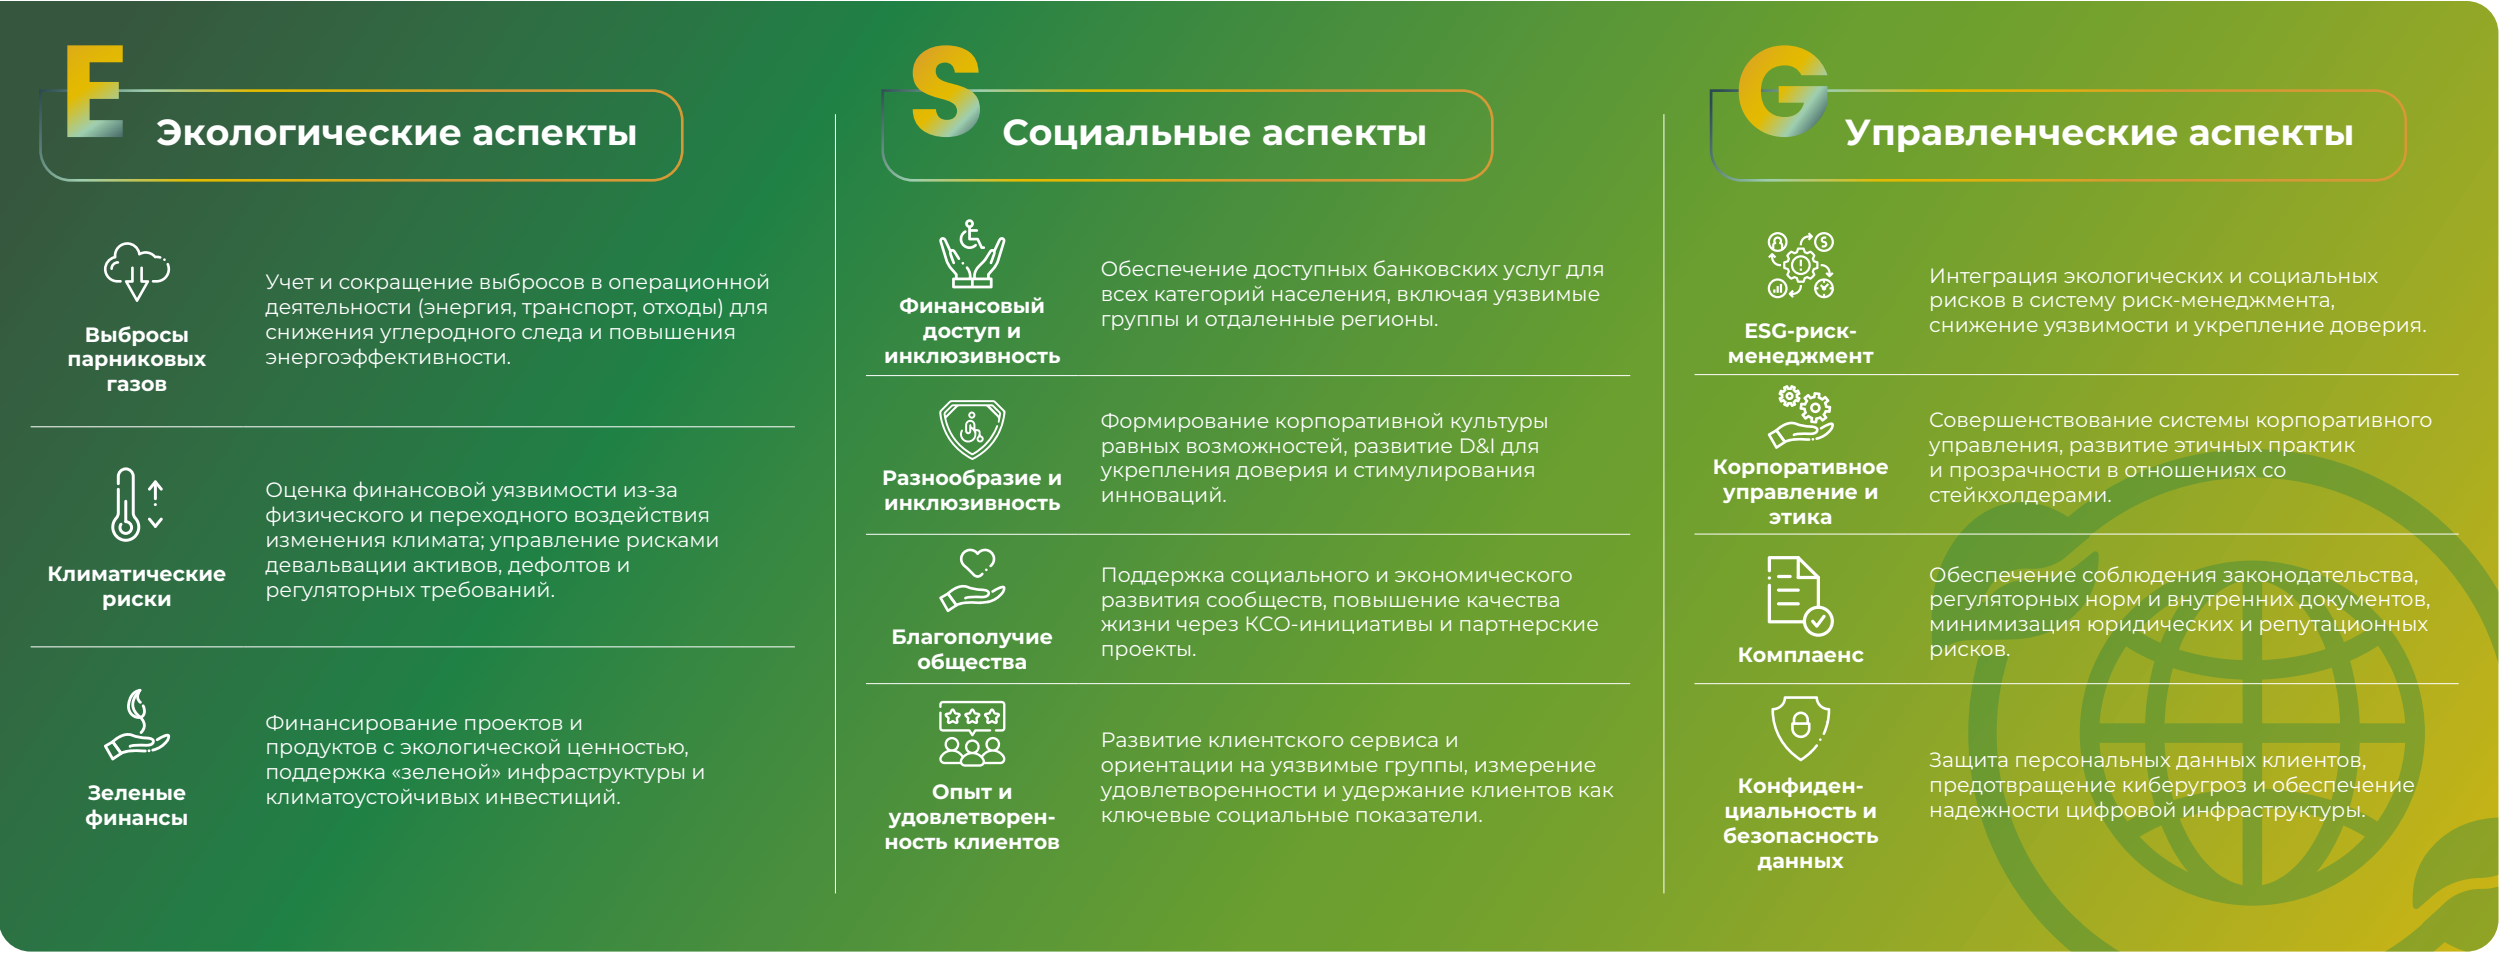 E
Экологические аспекты
Выбросы
парниковых
газов
Учет и сокращение выбросов в операционной
деятельности (энергия, транспорт, отходы) для
снижения углеродного следа и повышения
энергоэффективности.
Климатические
риски
Оценка финансовой уязвимости из-за
физического и переходного воздействия
изменения климата; управление рисками
девальвации активов, дефолтов и
регуляторных требований.
Зеленые
финансы
Финансирование проектов и
продуктов с экологической ценностью,
поддержка «зеленой» инфраструктуры и
климатоустойчивых инвестиций.
S
Социальные аспекты
Финансовый
доступ и
инклюзивность
Обеспечение доступных банковских услуг для
всех категорий населения, включая уязвимые
группы и отдаленные регионы.
Разнообразие и
инклюзивность
Формирование корпоративной культуры
равных возможностей, развитие D&I для
укрепления доверия и стимулирования
инноваций.
Благополучие
общества
Поддержка социального и экономического
развития сообществ, повышение качества
жизни через КСО-инициативы и партнерские
проекты.
Опыт и
удовлетворен-
ность клиентов
Развитие клиентского сервиса и
ориентации на уязвимые группы, измерение
удовлетворенности и удержание клиентов как
ключевые социальные показатели.
G
Управленческие аспекты
ESG-риск-
менеджмент
Интеграция экологических и социальных
рисков в систему риск-менеджмента,
снижение уязвимости и укрепление доверия.
Корпоративное
управление и
этика
Совершенствование системы корпоративного
управления, развитие этичных практик
и прозрачности в отношениях со
стейкхолдерами.
Комплаенс
Обеспечение соблюдения законодательства,
регуляторных норм и внутренних документов,
минимизация юридических и репутационных
рисков.
Конфиден-
циальность и
безопасность
данных
Защита персональных данных клиентов,
предотвращение киберугроз и обеспечение
надежности цифровой инфраструктуры.